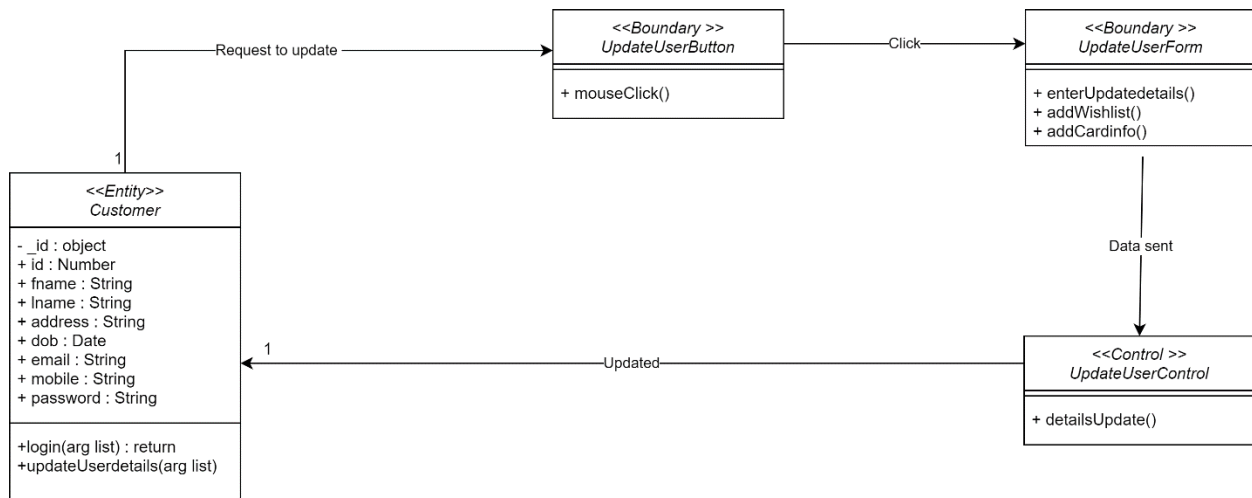 <<Boundary >>
UpdateUserButton
+ mouseClick()
Request to update
Click
<<Boundary >>
UpdateUserForm
+ enterUpdatedetails()
+ addWishlist()
+ addCardinfo()
1
<<Entity>>
Customer
- _id : object
+ id : Number
+ fname : String
+ lname : String
+ address : String
+ dob : Date
+ email : String
+ mobile : String
+ password : String
+login(arg list) : return
+updateUserdetails(arg list)
Data sent
1
Updated
<<Control >>
UpdateUserControl
+ detailsUpdate()